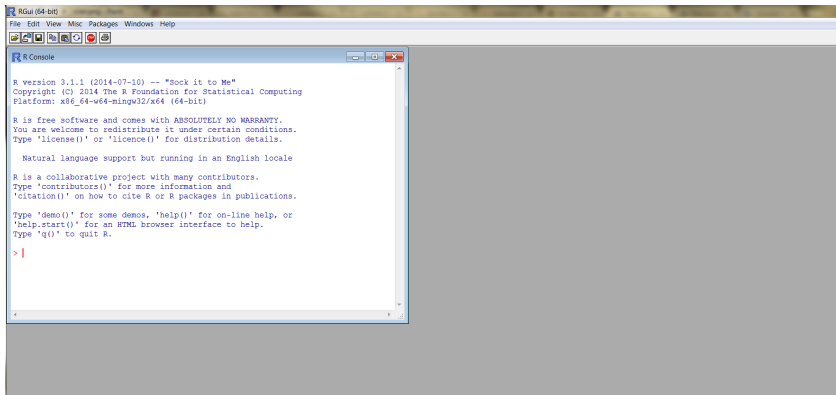 RGui (64-bit)
File Edit View Misc Packages Windows Help
R Console
R version 3.1.1 (2014-07-10) -- "Sock it to Me"
Copyright (C) 2014 The R Foundation for Statistical Computing
Platform: x86_64-w64-mingw32/x64 (64-bit)
R is free software and comes with ABSOLUTELY NO WARRANTY.
You are welcome to redistribute it under certain conditions.
Type 'license()' or 'licence()' for distribution details.
Natural language support but running in an English locale
R is a collaborative project with many contributors.
Type 'contributors()' for more information and
'citation()' on how to cite R or R packages in publications.
Type 'demo()' for some demos, 'help()' for on-line help, or
'help.start()' for an HTML browser interface to help.
Type 'q()' to quit R.
>